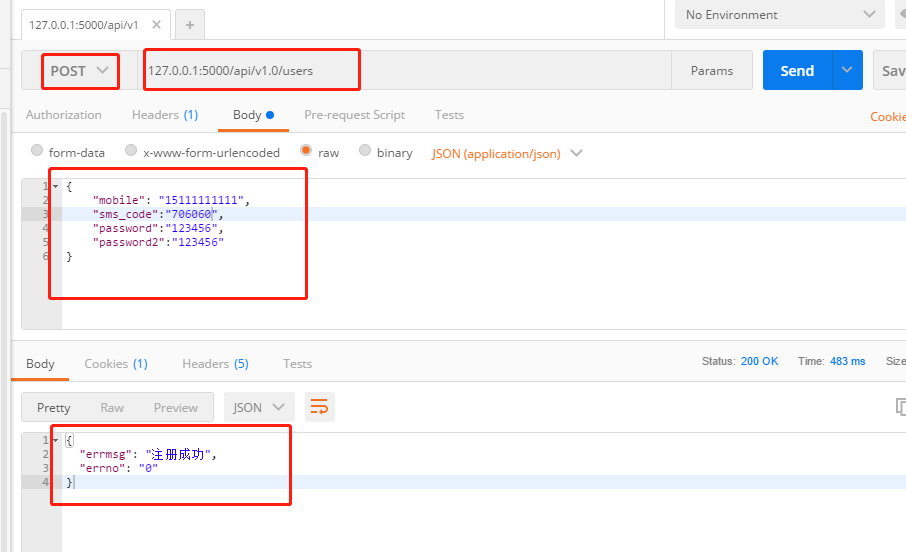 127.0.0.1:5000/api/v1 × +
No Environment
POST 127.0.0.1:5000/api/v1.0/users Params Send Sav
Authorization Headers (1) Body Pre-request Script Tests Cookie
form-data x-www-form-urlencoded raw binary JSON (application/json)
1 {
2 "mobile": "15111111111",
3 "sms_code":"706060",
4 "password":"123456",
5 "password2":"123456"
6 }
Body Cookies (1) Headers (5) Tests Status: 200 OK Time: 483 ms Size
Pretty Raw Preview JSON
1 {
2 "errmsg": "注册成功",
3 "errno": "0"
4 }